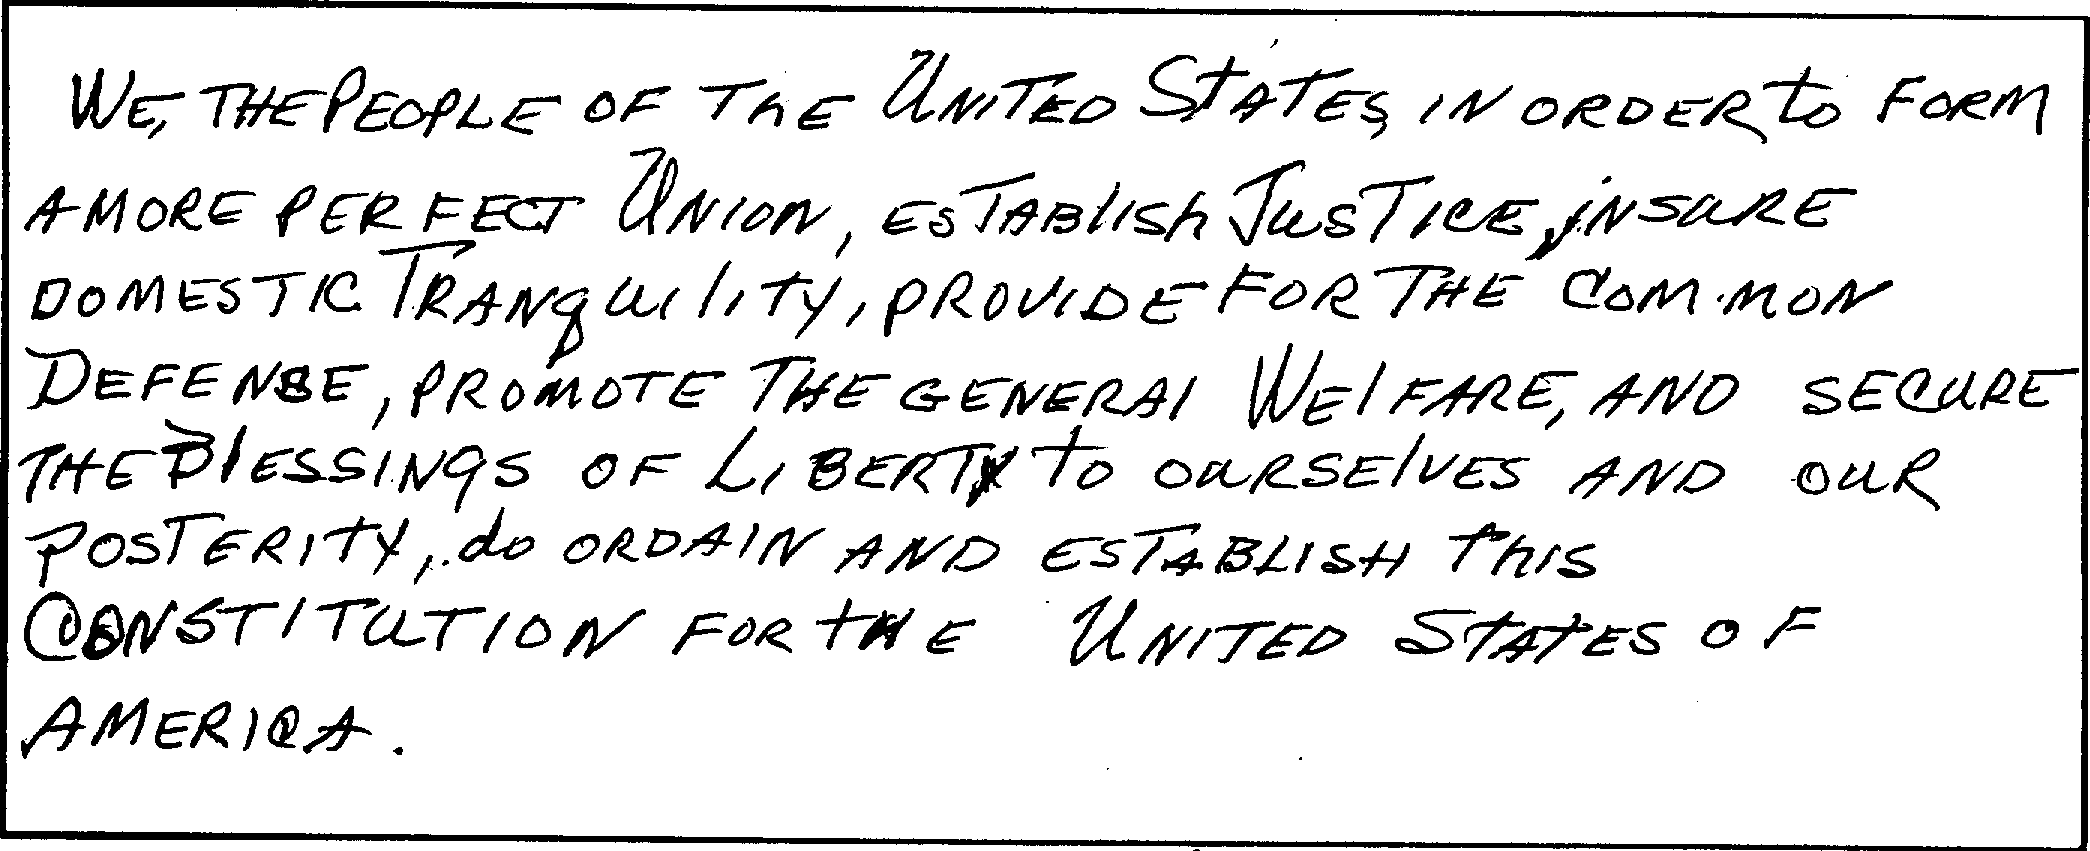 We, the People of the United States, in order to form
a more perfect Union, establish Justice, insure
domestic Tranquility, provide for the common
Defense, promote the general Welfare, and secure
the Blessings of Liberty to ourselves and our
posterity, do ordain and establish this
Constitution for the United States of
America.